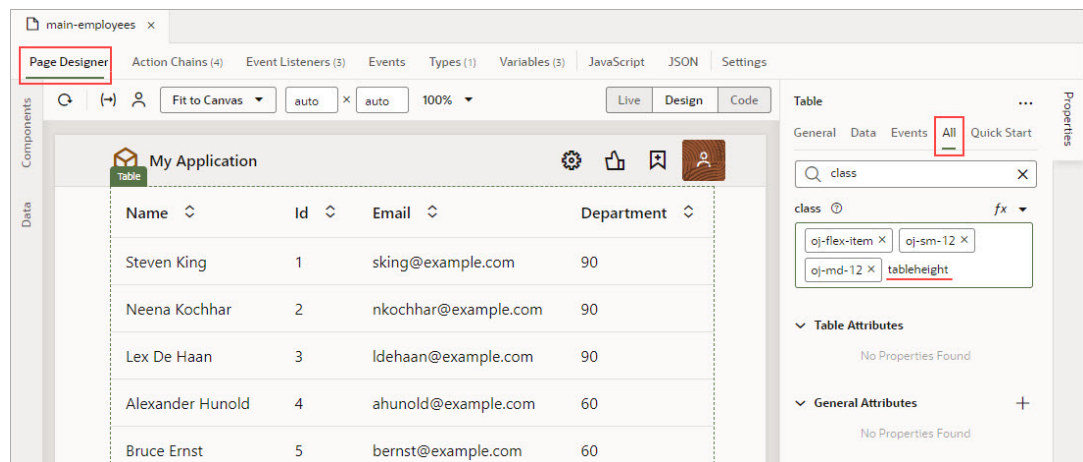 main-employees ×
Page Designer Action Chains (4) Event Listeners (3) Events Types (1) Variables (3) JavaScript JSON Settings
Components
Data
Fit to Canvas auto × auto 100% Live Design Code
My Application
Table
Name Id Email Department
Steven King 1 sking@example.com 90
Neena Kochhar 2 nkochhar@example.com 90
Lex De Haan 3 ldehaan@example.com 90
Alexander Hunold 4 ahunold@example.com 60
Bruce Ernst 5 bernst@example.com 60
Table ...
General Data Events All Quick Start
class ×
class fx
oj-flex-item × oj-sm-12 ×
oj-md-12 × tableheight
Table Attributes
No Properties Found
General Attributes +
No Properties Found
Properties